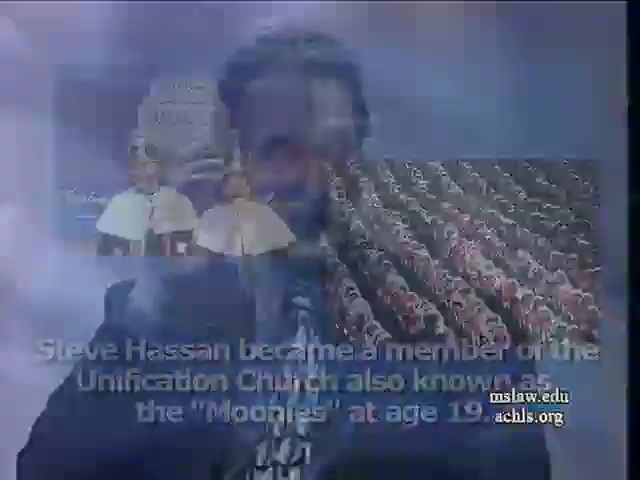 Steve Hassan became a member of the
Unification Church also known as
the "Moonies" at age 19.
mslaw.edu
achls.org